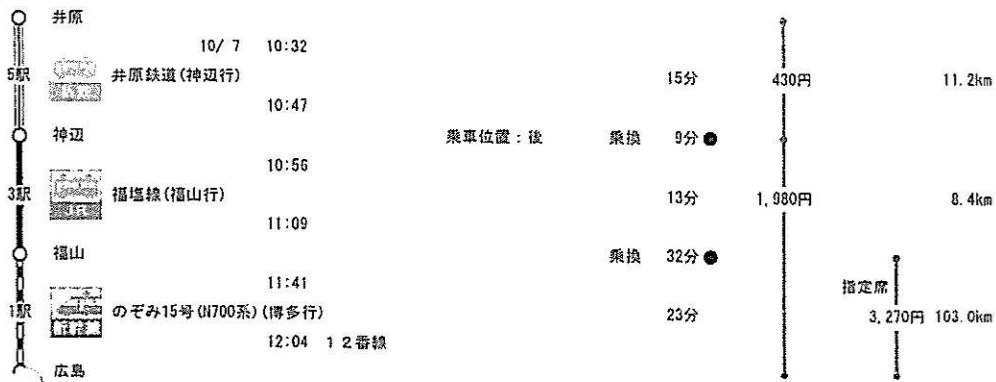 井原
10/ 7 10:32
5駅 井原鉄道(神辺行) 15分 430円 11.2km
10:47
神辺 乗車位置：後 乗換 9分
10:56
3駅 福塩線(福山行) 13分 1,980円 8.4km
JR
11:09
福山 乗換 32分
11:41
指定席
1駅 のぞみ15号(N700系)(博多行) 23分 3,270円 103.0km
12:04 12番線
広島